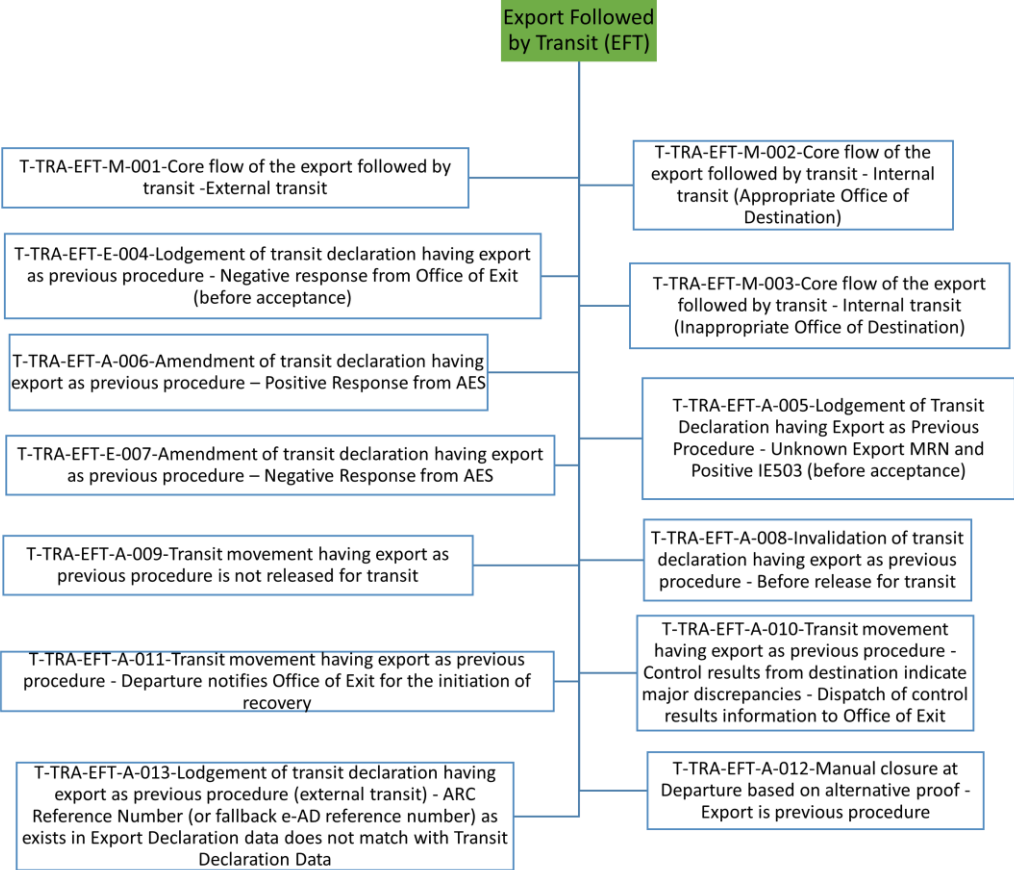 Export Followed
by Transit (EFT)
T-TRA-EFT-M-001-Core flow of the export followed by
transit -External transit
T-TRA-EFT-M-002-Core flow of the
export followed by transit - Internal
transit (Appropriate Office of
Destination)
T-TRA-EFT-E-004-Lodgement of transit declaration having export
as previous procedure - Negative response from Office of Exit
(before acceptance)
T-TRA-EFT-M-003-Core flow of the export
followed by transit - Internal transit
(Inappropriate Office of Destination)
T-TRA-EFT-A-006-Amendment of transit declaration having
export as previous procedure – Positive Response from AES
T-TRA-EFT-A-005-Lodgement of Transit
Declaration having Export as Previous
Procedure - Unknown Export MRN and
Positive IE503 (before acceptance)
T-TRA-EFT-E-007-Amendment of transit declaration having export
as previous procedure – Negative Response from AES
T-TRA-EFT-A-009-Transit movement having export as
previous procedure is not released for transit
T-TRA-EFT-A-008-Invalidation of transit
declaration having export as previous
procedure - Before release for transit
T-TRA-EFT-A-011-Transit movement having export as previous
procedure - Departure notifies Office of Exit for the initiation of
recovery
T-TRA-EFT-A-010-Transit movement
having export as previous procedure -
Control results from destination indicate
major discrepancies - Dispatch of control
results information to Office of Exit
T-TRA-EFT-A-013-Lodgement of transit declaration having
export as previous procedure (external transit) - ARC
Reference Number (or fallback e-AD reference number) as
exists in Export Declaration data does not match with Transit
Declaration Data
T-TRA-EFT-A-012-Manual closure at
Departure based on alternative proof -
Export is previous procedure